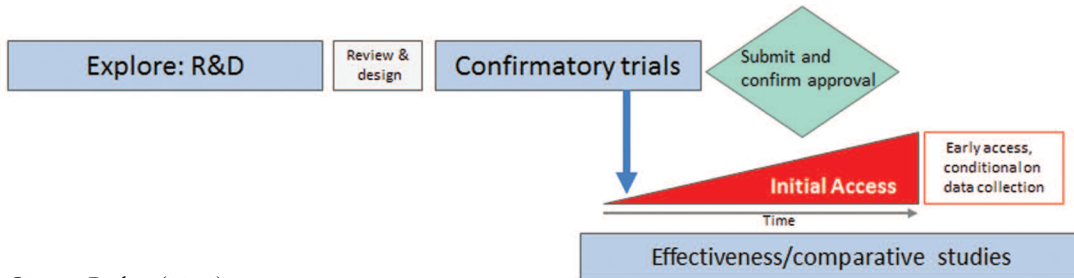 Explore: R&D
Review &
design
Confirmatory trials
Submit and
confirm approval
Initial Access
Early access,
conditional on
data collection
Time
Effectiveness/comparative studies